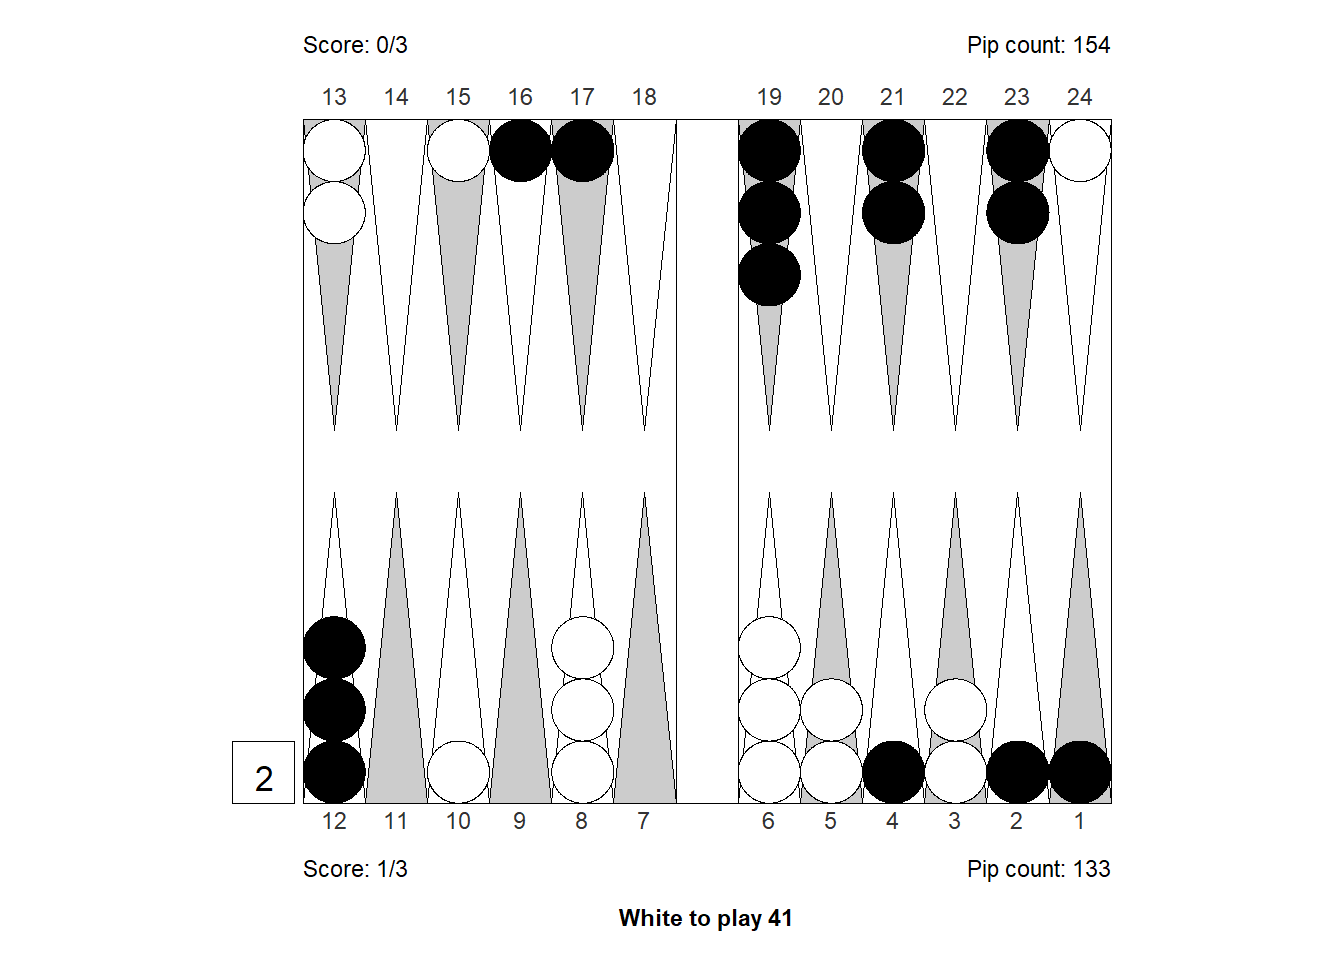 Score: 0/3 Pip count: 154
13 14 15 16 17 18 19 20 21 22 23 24
2
12 11 10 9 8 7 6 5 4 3 2 1
Score: 1/3 Pip count: 133
White to play 41